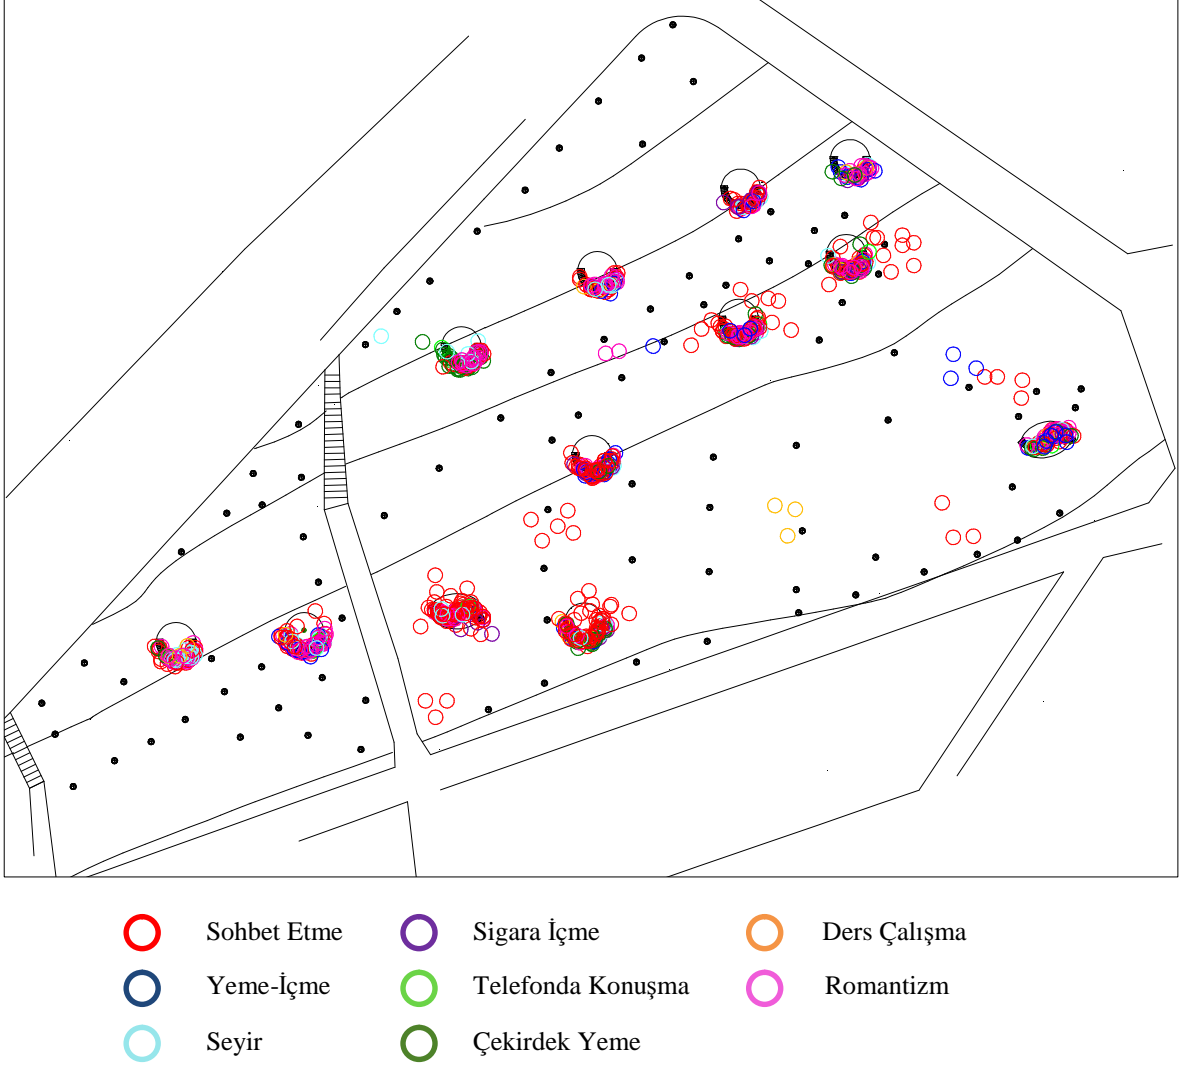 Sohbet Etme
Sigara İçme
Ders Çalışma
Yeme-İçme
Telefonda Konuşma
Romantizm
Seyir
Çekirdek Yeme